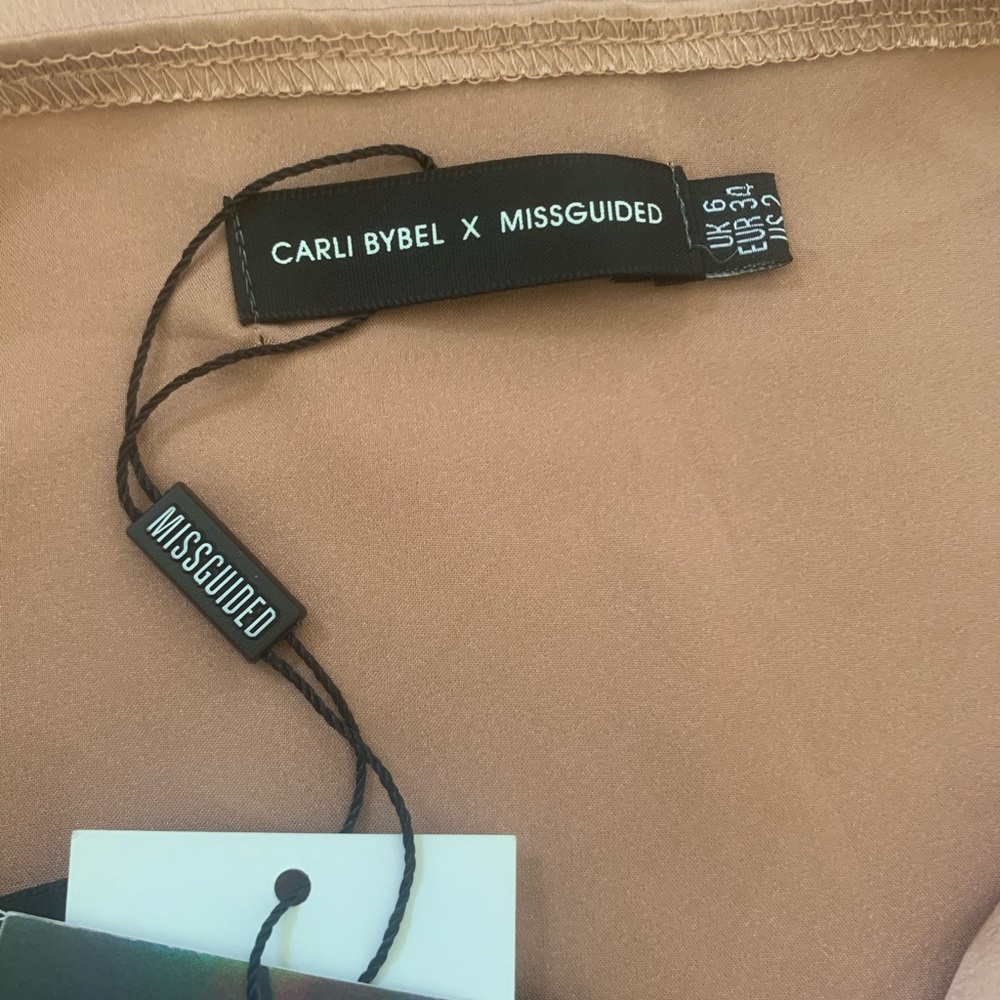 CARLI BYBEL X MISSGUIDED
UK 6
EUR 34
US 2
MISSGUIDED